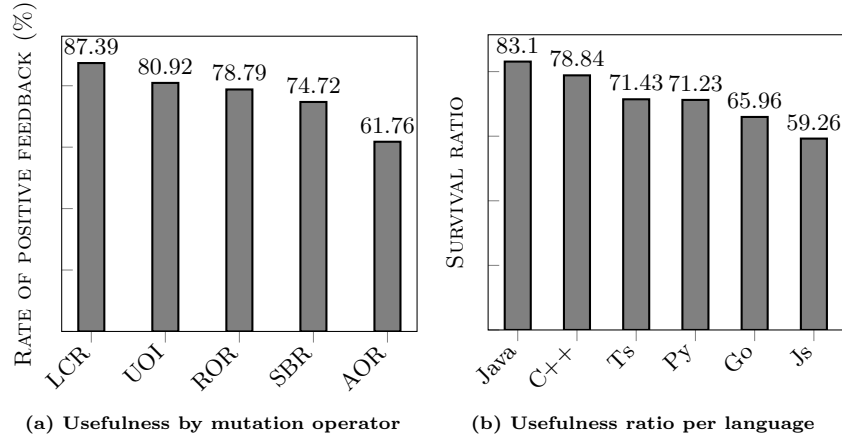 RATE OF POSITIVE FEEDBACK (%)
87.39
80.92
78.79
74.72
61.76
LCR
UOI
ROR
SBR
AOR
(a) Usefulness by mutation operator
SURVIVAL RATIO
83.1
78.84
71.43
71.23
65.96
59.26
Java
C++
Ts
Py
Go
Js
(b) Usefulness ratio per language